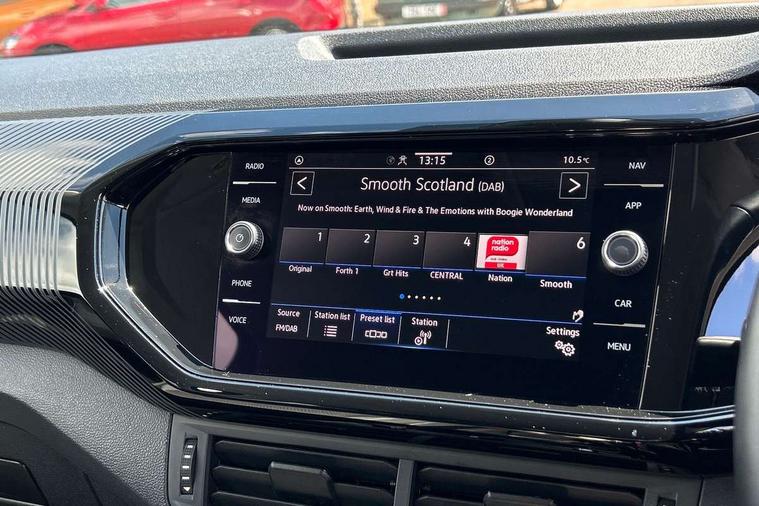 RADIO
MEDIA
PHONE
VOICE
13:15
2
10.5°C
Smooth Scotland (DAB)
Now on Smooth: Earth, Wind & Fire & The Emotions with Boogie Wonderland
1 2 3 4 6
nation
radio
UK
Original Forth 1 Grt Hits CENTRAL Nation Smooth
Source Station list Preset list Station Settings
FM/DAB
NAV
APP
CAR
MENU